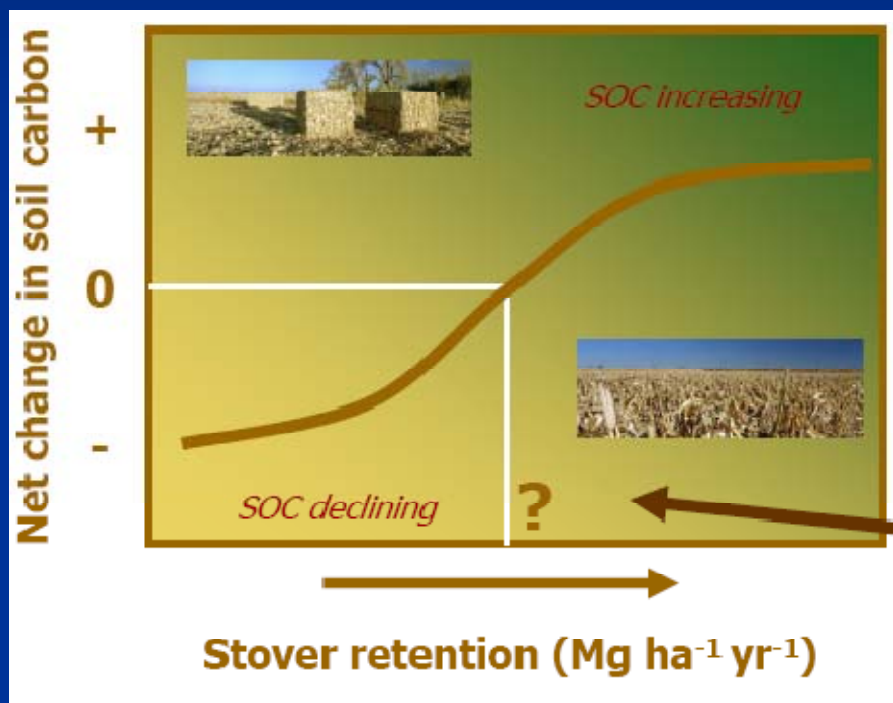 Net change in soil carbon
+
0
-
SOC increasing
SOC declining
?
Stover retention (Mg ha⁻¹ yr⁻¹)